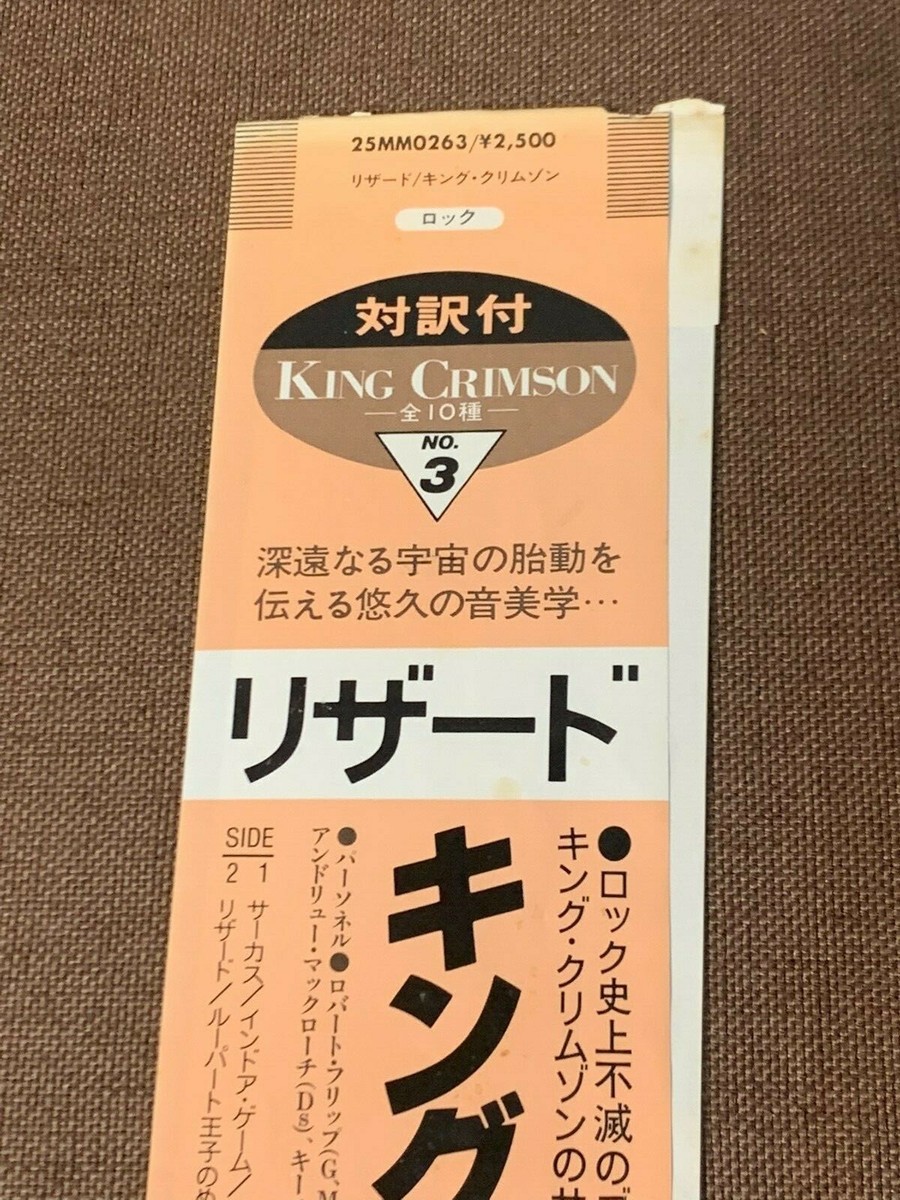 25MM0263/¥2,500
リザード/キング・クリムゾン
ロック
対訳付
KING CRIMSON
—全10種—
NO.
3
深遠なる宇宙の胎動を
伝える悠久の音美学…
リザード
●ロック史上不滅の
キング・クリムゾンの
キング
●パーソネル●ロバート・フリップ(G、M
アンドリュー・マックローチ(Ds)、キー
SIDE
1 サーカス/インドア・ゲーム/
2 リザード/ルーパート王子のめ